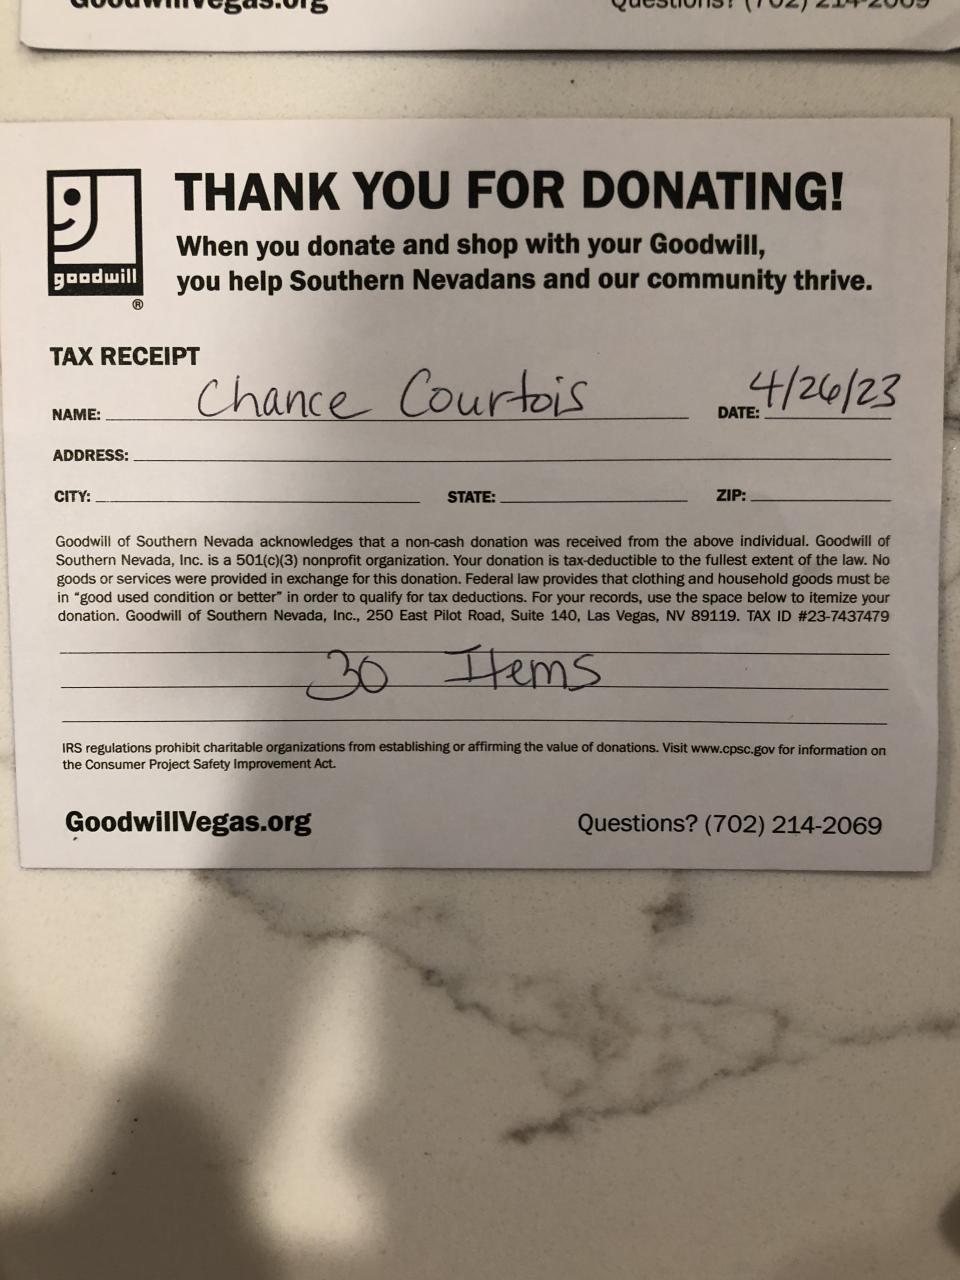 GoodwillVegas.org Questions? (702) 214-2069
THANK YOU FOR DONATING!
When you donate and shop with your Goodwill,
you help Southern Nevadans and our community thrive.
goodwill
®
TAX RECEIPT
NAME: Chance Courtois DATE: 4/26/23
ADDRESS:
CITY: STATE: ZIP:
Goodwill of Southern Nevada acknowledges that a non-cash donation was received from the above individual. Goodwill of
Southern Nevada, Inc. is a 501(c)(3) nonprofit organization. Your donation is tax-deductible to the fullest extent of the law. No
goods or services were provided in exchange for this donation. Federal law provides that clothing and household goods must be
in “good used condition or better” in order to qualify for tax deductions. For your records, use the space below to itemize your
donation. Goodwill of Southern Nevada, Inc., 250 East Pilot Road, Suite 140, Las Vegas, NV 89119. TAX ID #23-7437479
30 Items
IRS regulations prohibit charitable organizations from establishing or affirming the value of donations. Visit www.cpsc.gov for information on
the Consumer Project Safety Improvement Act.
GoodwillVegas.org Questions? (702) 214-2069